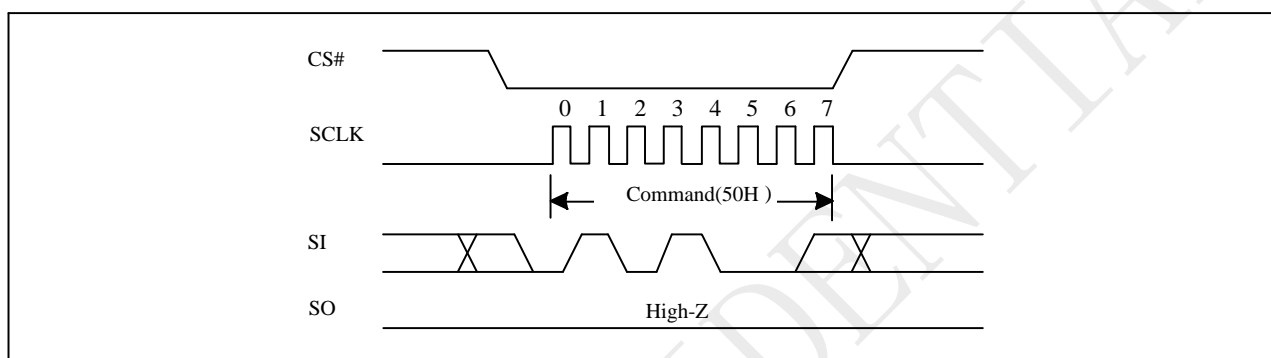 CS#
0 1 2 3 4 5 6 7
SCLK
Command(50H )
SI
SO
High-Z